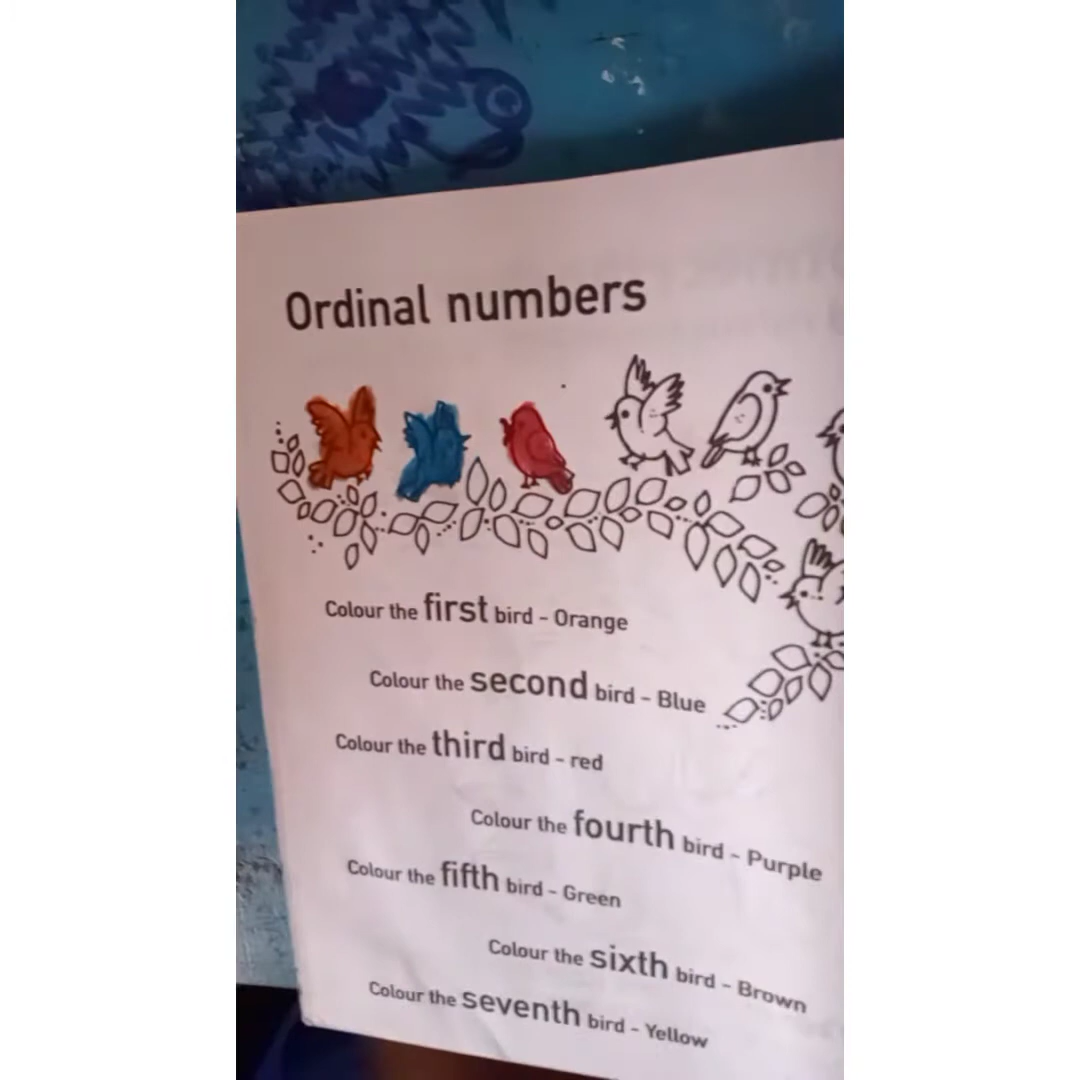 Ordinal numbers
Colour the first bird - Orange
Colour the second bird - Blue
Colour the third bird - red
Colour the fourth bird - Purple
Colour the fifth bird - Green
Colour the sixth bird - Brown
Colour the seventh bird - Yellow